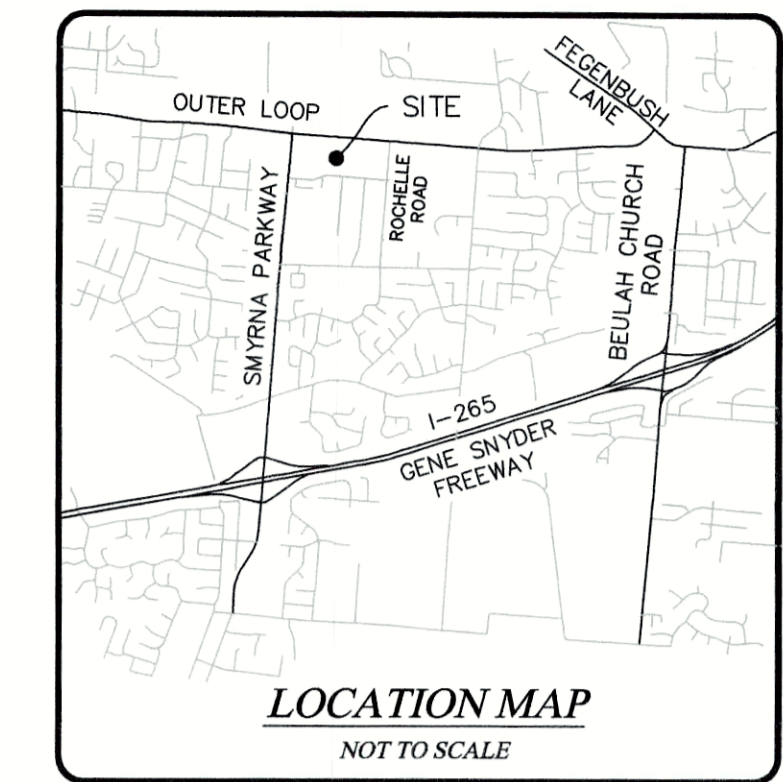 FEGENBUSH
LANE
OUTER LOOP
SITE
ROCHELLE
ROAD
SMYRNA PARKWAY
BEULAH CHURCH
ROAD
I-265
GENE SNYDER
FREEWAY
LOCATION MAP
NOT TO SCALE